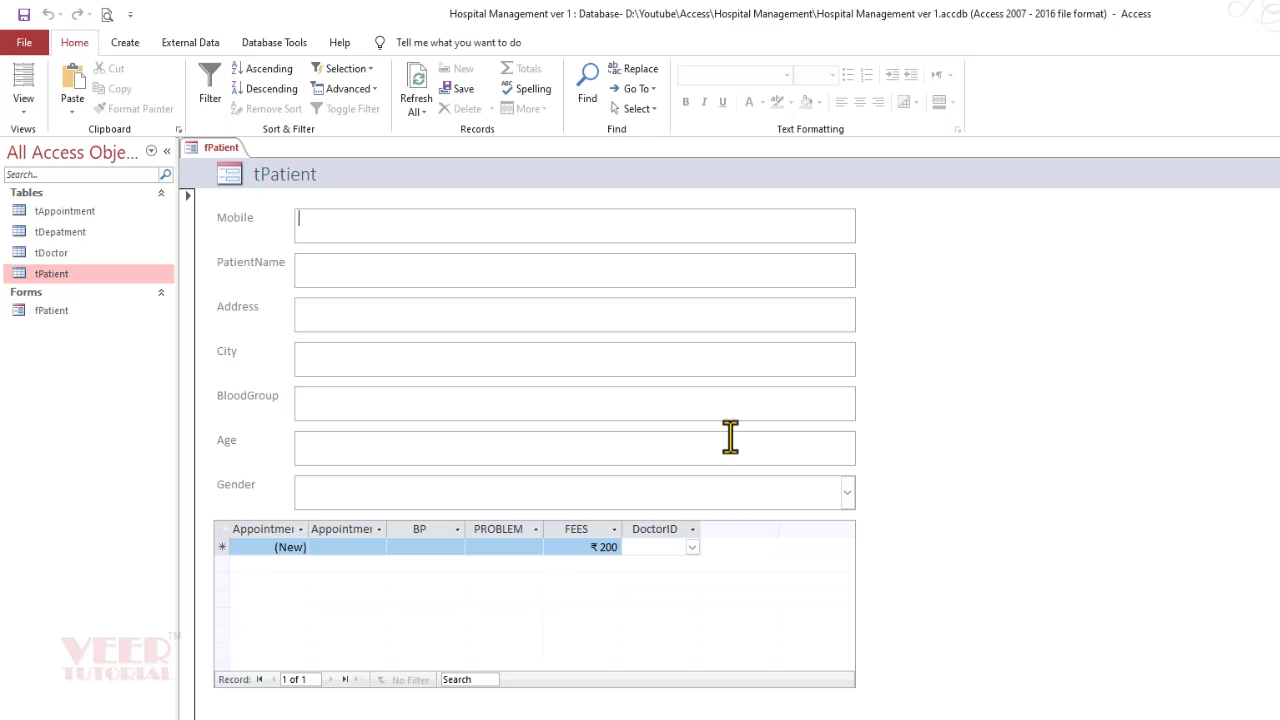 Hospital Management ver 1 : Database- D:\Youtube\Access\Hospital Management\Hospital Management ver 1.accdb (Access 2007 - 2016 file format) - Access
File Home Create External Data Database Tools Help Tell me what you want to do
View
Views
Paste
Cut
Copy
Format Painter
Clipboard
Filter
Ascending
Descending
Remove Sort
Selection
Advanced
Toggle Filter
Sort & Filter
Refresh
All
New
Save
Delete
Totals
Spelling
More
Records
Find
Replace
Go To
Select
Find
B I U A
Text Formatting
All Access Obje...
Search...
Tables
tAppointment
tDepatment
tDoctor
tPatient
Forms
fPatient
fPatient
tPatient
Mobile
PatientName
Address
City
BloodGroup
Age
Gender
Appointmer Appointmer BP PROBLEM FEES DoctorID
(New) ₹ 200
Record: 1 of 1 No Filter Search
VEER TM
TUTORIAL